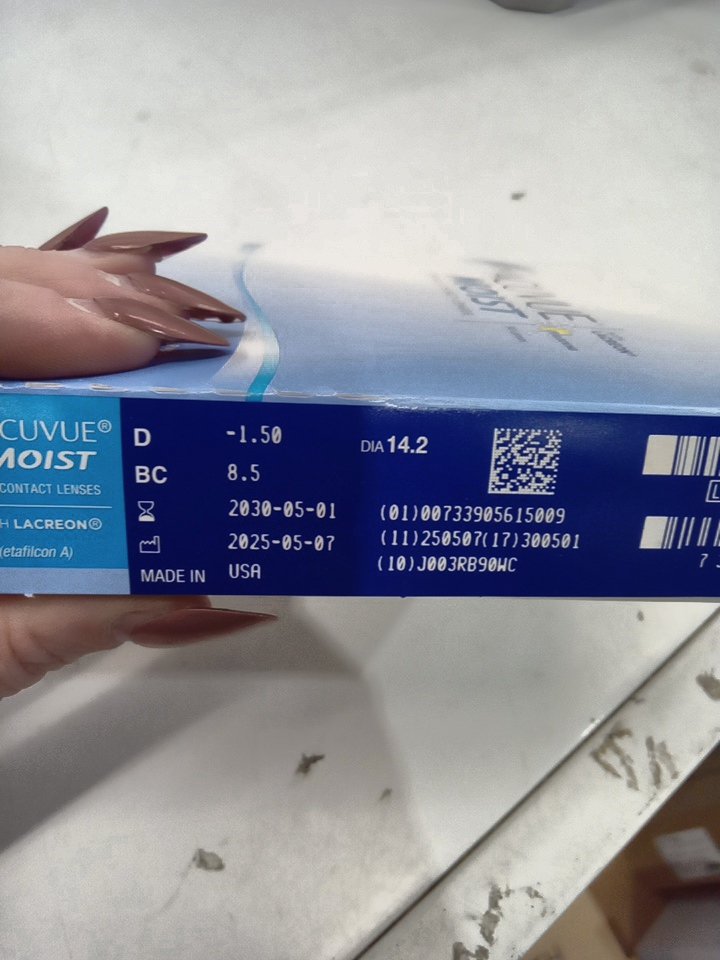 MOIST
CUVUE®
MOIST
CONTACT LENSES
H LACREON®
(etafilcon A)
D -1.50 DIA 14.2
BC 8.5
2030-05-01 (01)00733905615009
2025-05-07 (11)250507(17)300501
MADE IN USA (10)J003RB90WC
L
7